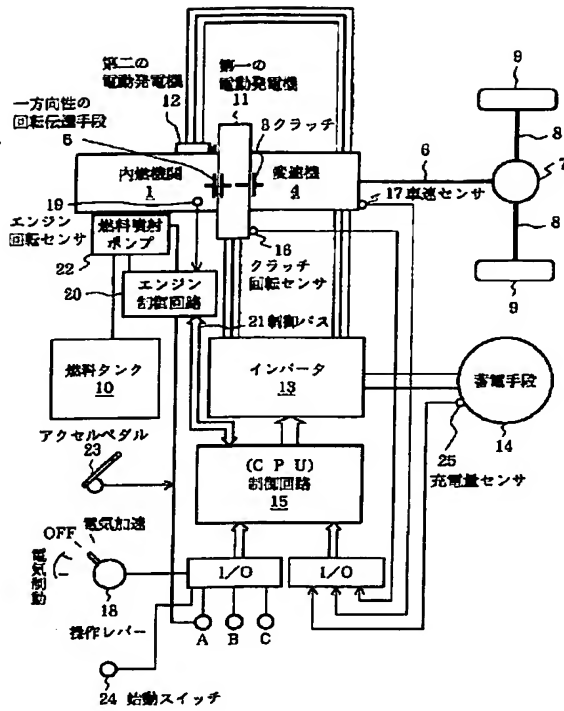 第二の
電動発電機
12
第一の
電動発電機
11
一方向性の
回転伝達手段
5
3クラッチ
内燃機関
1
変速機
4
6
9
8
7
8
9
17車速センサ
19
エンジン
回転センサ
燃料噴射
ポンプ
22
16
クラッチ
回転センサ
20
エンジン
制御回路
21制御バス
燃料タンク
10
インバータ
13
蓄電手段
14
25
充電量センサ
アクセルペダル
23
(CPU)
制御回路
15
電気加速
OFF
電気制動
18
操作レバー
I/O
I/O
A B C
24 始動スイッチ